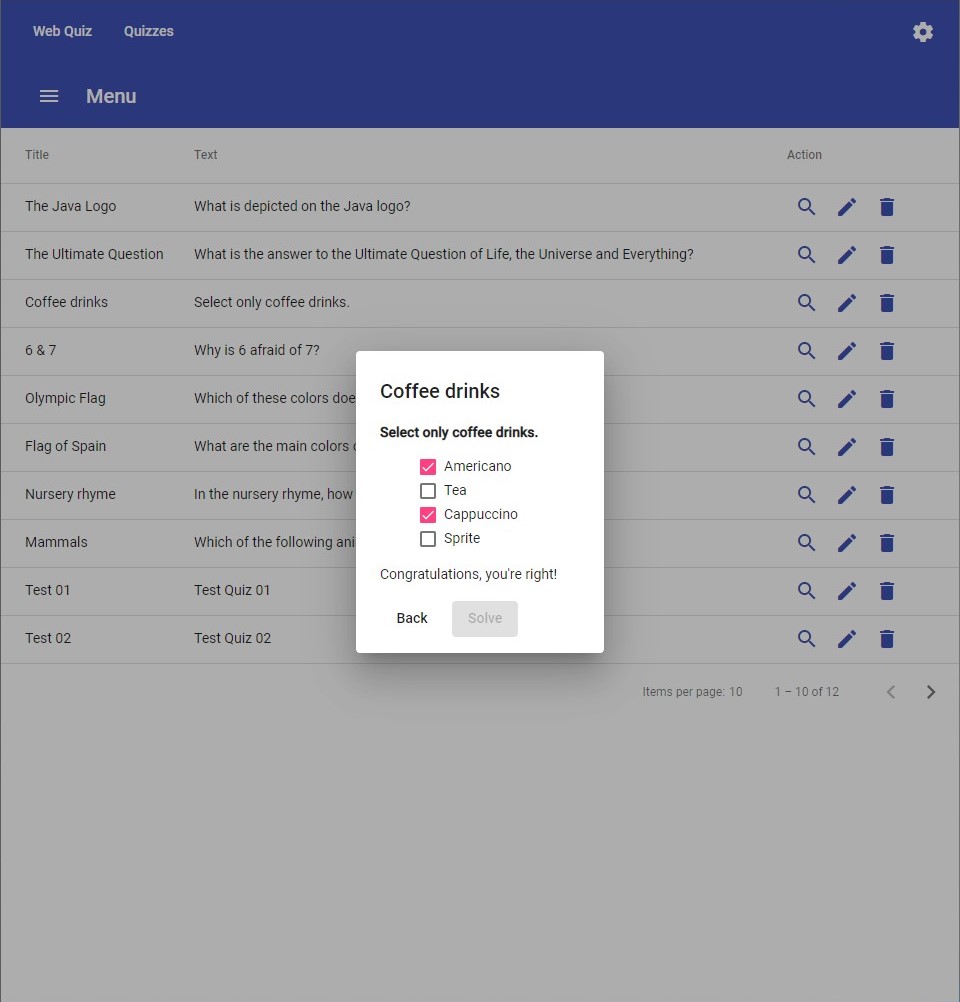 Web Quiz Quizzes
Menu
Title Text Action
The Java Logo What is depicted on the Java logo?
The Ultimate Question What is the answer to the Ultimate Question of Life, the Universe and Everything?
Coffee drinks Select only coffee drinks.
6 & 7 Why is 6 afraid of 7?
Olympic Flag Which of these colors doe
Flag of Spain What are the main colors
Nursery rhyme In the nursery rhyme, how
Mammals Which of the following ani
Test 01 Test Quiz 01
Test 02 Test Quiz 02
Items per page: 10 1 – 10 of 12
Coffee drinks
Select only coffee drinks.
Americano
Tea
Cappuccino
Sprite
Congratulations, you're right!
Back Solve